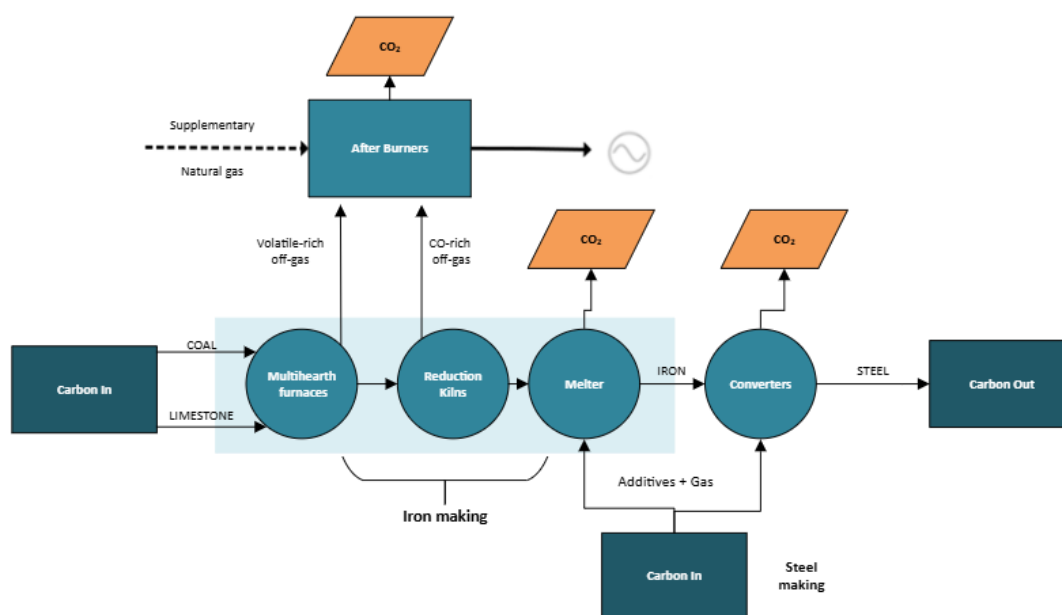 CO₂
Supplementary
After Burners
Natural gas
Volatile-rich
off-gas
CO-rich
off-gas
CO₂
CO₂
COAL
Carbon In
LIMESTONE
Multihearth
furnaces
Reduction
Kilns
Melter
IRON
Converters
STEEL
Carbon Out
Iron making
Additives + Gas
Carbon In
Steel
making